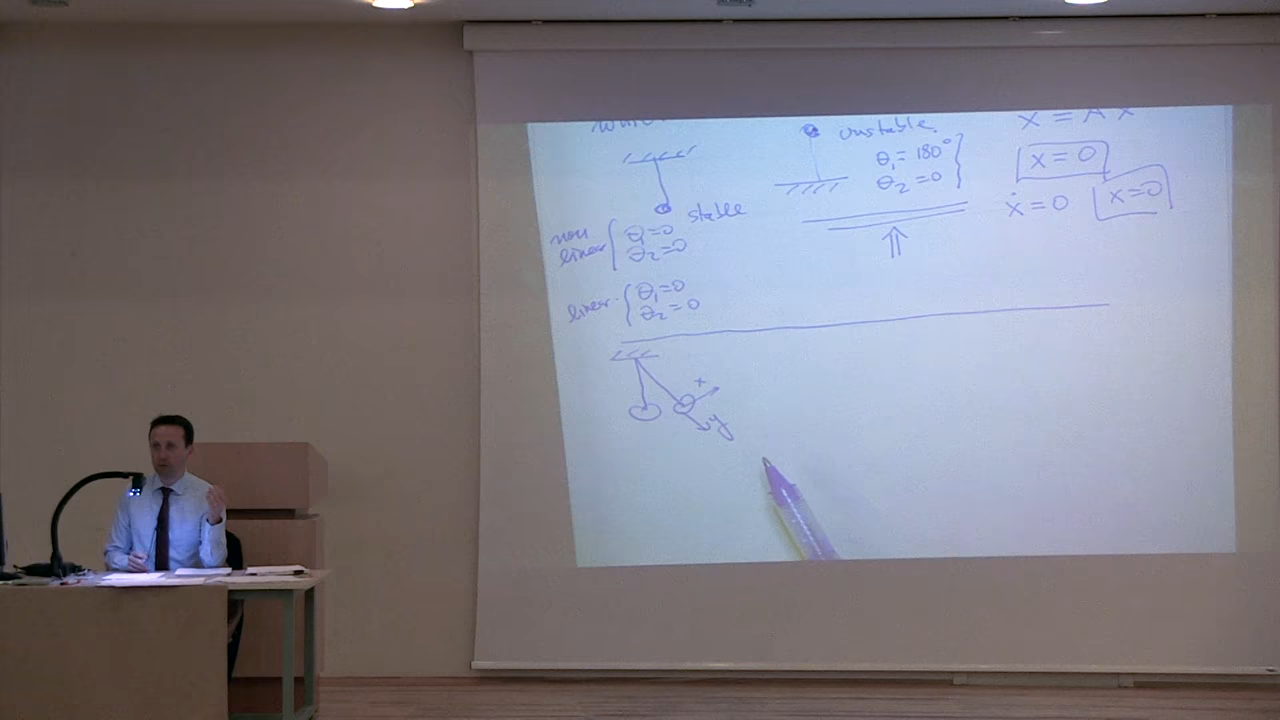 unstable.
θ₁ = 180°
θ₂ = 0
ẋ = A x
x = 0
ẋ = 0
x = 0
stable
non
linear
θ₁ = 0
θ₂ = 0
linear.
θ₁ = 0
θ₂ = 0
x
y